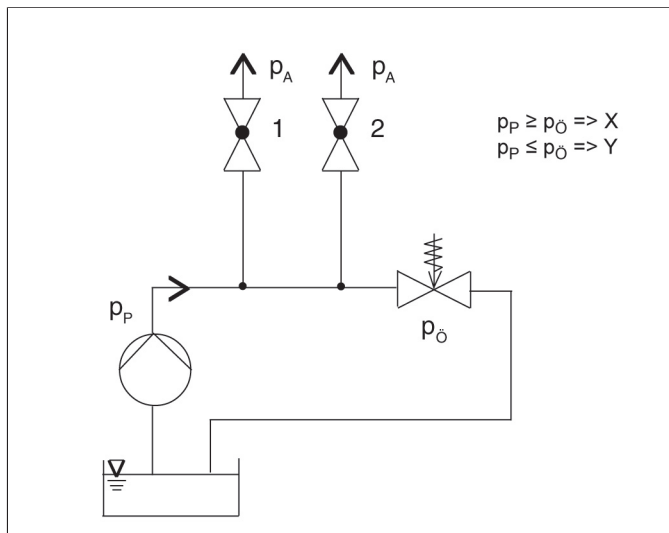 p_A
p_A
1
2
p_P ≥ p_Ö => X
p_P ≤ p_Ö => Y
p_P
p_Ö